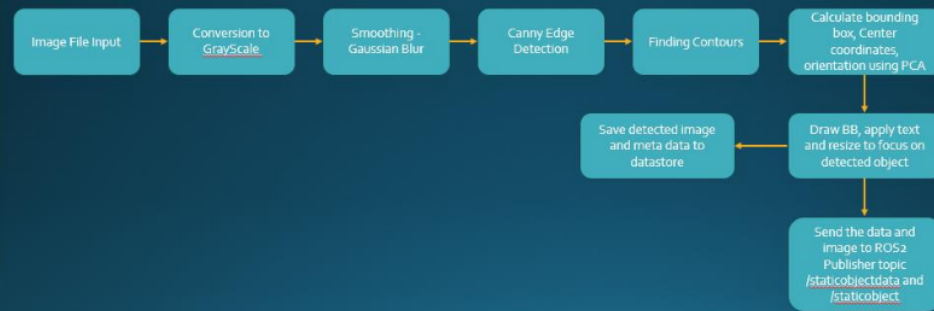 Image File Input
Conversion to
GrayScale
Smoothing -
Gaussian Blur
Canny Edge
Detection
Finding Contours
Calculate bounding
box, Center
coordinates,
orientation using PCA
Save detected image
and meta data to
datastore
Draw BB, apply text
and resize to focus on
detected object
Send the data and
image to ROS2
Publisher topic
/staticobjectdata and
/staticobject